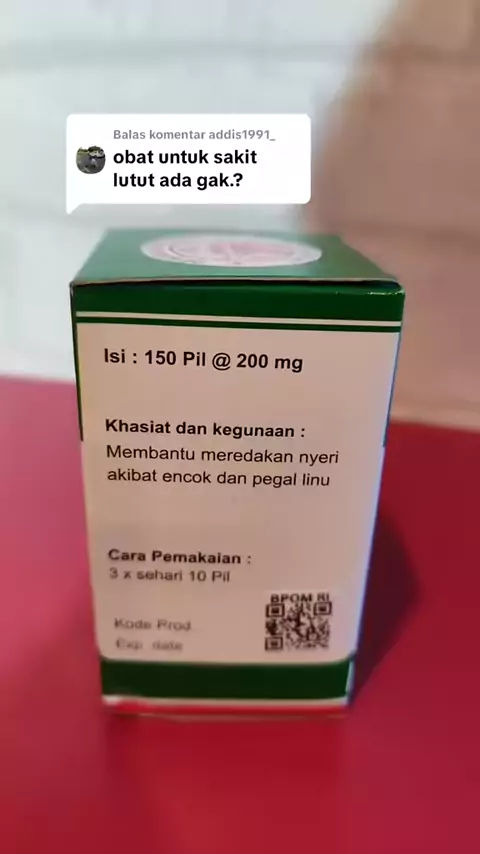 Balas komentar addis1991_
obat untuk sakit
lutut ada gak.?
Isi : 150 Pil @ 200 mg
Khasiat dan kegunaan :
Membantu meredakan nyeri
akibat encok dan pegal linu
Cara Pemakaian :
3 x sehari 10 Pil
BPOM RI
Kode Prod
Exp. date